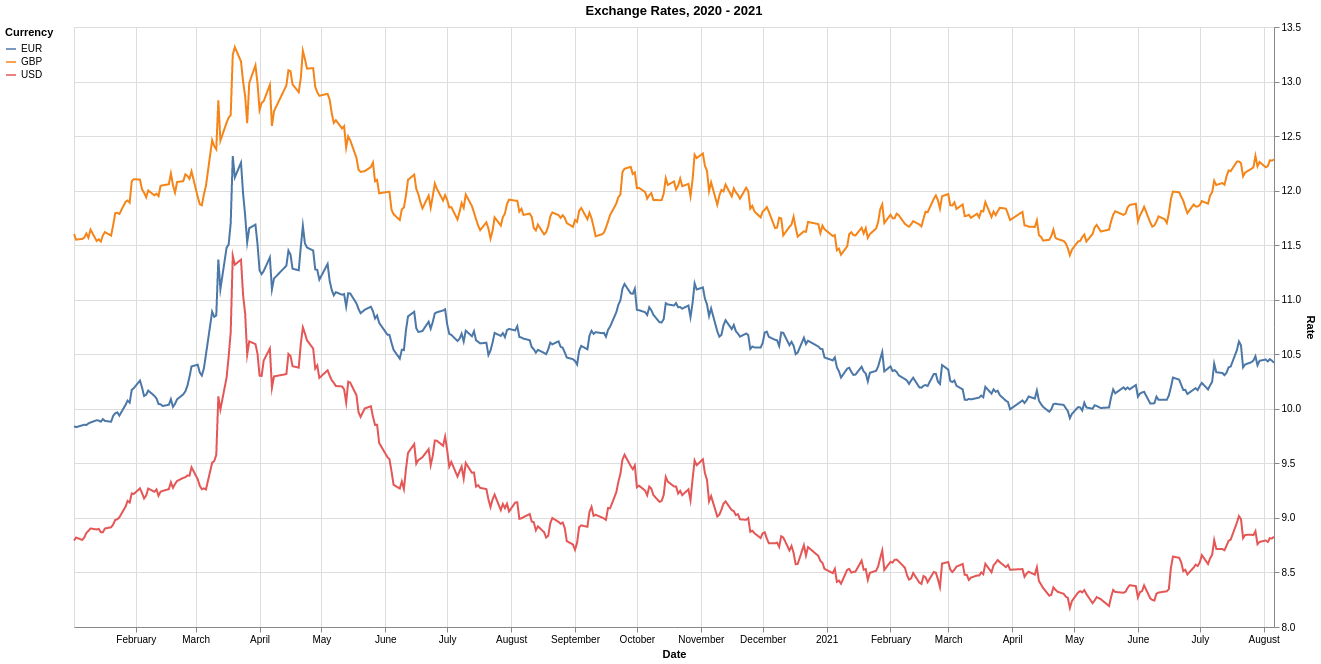 Exchange Rates, 2020 - 2021
Currency
EUR
GBP
USD
13.5
13.0
12.5
12.0
11.5
11.0
10.5
10.0
9.5
9.0
8.5
8.0
Rate
February March April May June July August September October November December 2021 February March April May June July August
Date